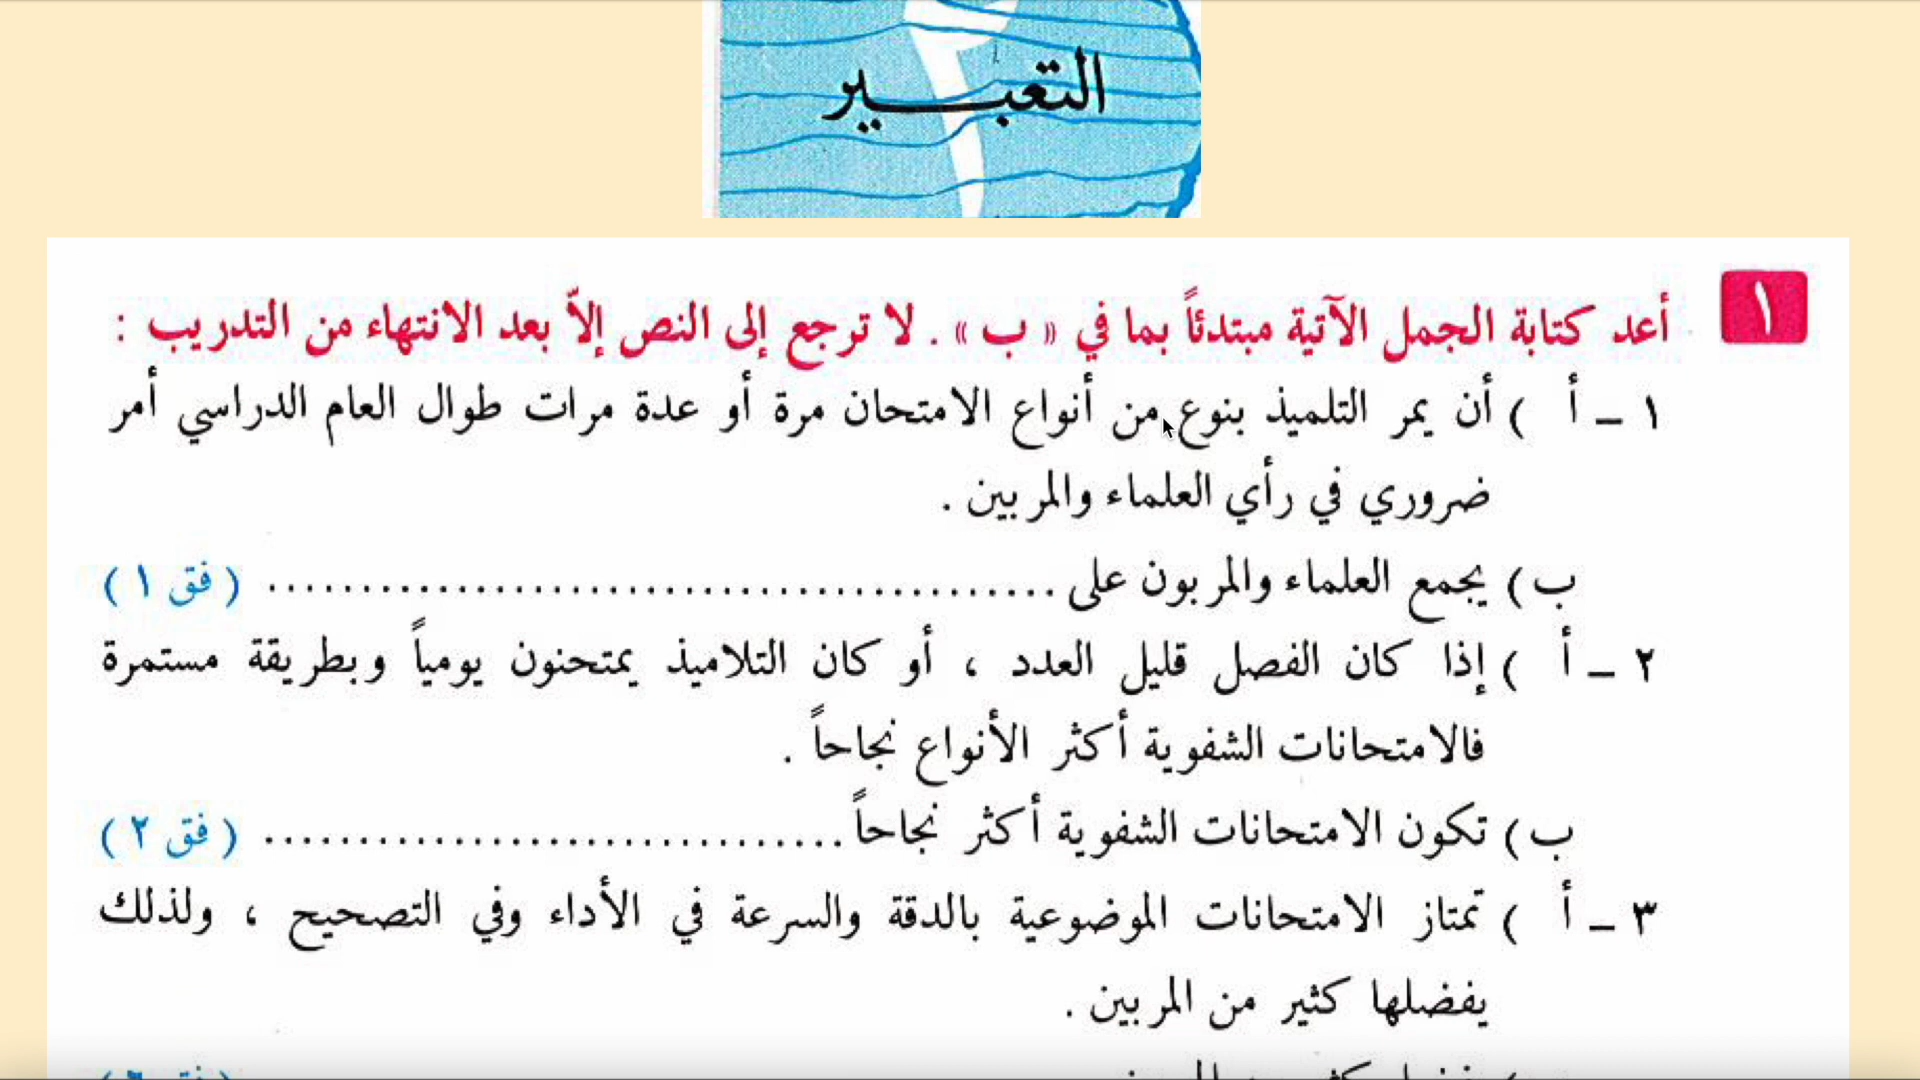 التعبير
١
أعد كتابة الجمل الآتية مبتدئاً بما في « ب » . لا ترجع إلى النص إلاّ بعد الانتهاء من التدريب :
١ – أ ) أن يمر التلميذ بنوع من أنواع الامتحان مرة أو عدة مرات طوال العام الدراسي أمر
ضروري في رأي العلماء والمربين .
ب ) يجمع العلماء والمربون على .......................................... ( فق ١ )
٢ – أ ) إذا كان الفصل قليل العدد ، أو كان التلاميذ يمتحنون يومياً وبطريقة مستمرة
فالامتحانات الشفوية أكثر الأنواع نجاحاً .
ب ) تكون الامتحانات الشفوية أكثر نجاحاً ............................... ( فق ٢ )
٣ – أ ) تمتاز الامتحانات الموضوعية بالدقة والسرعة في الأداء وفي التصحيح ، ولذلك
يفضلها كثير من المربين .